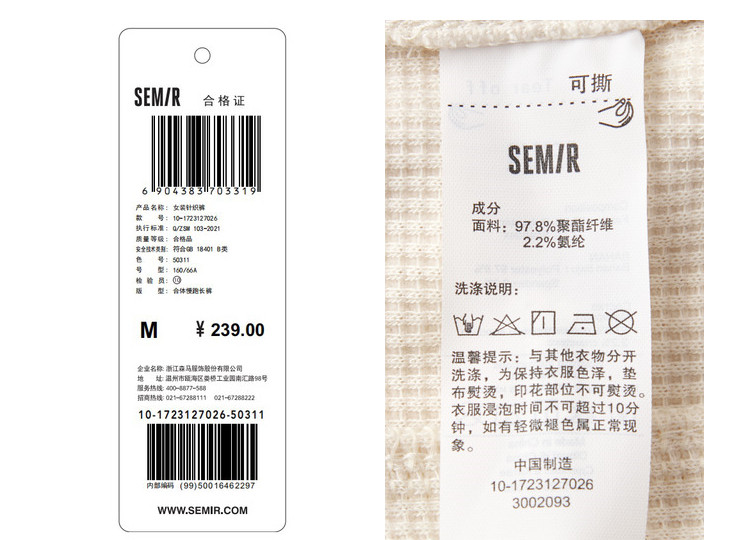 SEMIR 合格证
6 904383 703319
产品名称: 女装针织裤
款 号: 10-1723127026
执行标准: Q/ZSM 103-2021
质量等级: 合格品
安全技术类别: 符合GB 18401 B类
色 号: 50311
号 型: 160/66A
检 验 员: 10
版 型: 合体慢跑长裤
M ¥ 239.00
企业名称: 浙江森马服饰股份有限公司
地 址: 温州市瓯海区娄桥工业园南汇路98号
服务热线: 400-8877-588
招商热线: 021-67288111 021-67288222
10-1723127026-50311
内部编码 (99)50016462297
WWW.SEMIR.COM
可撕
SEMIR
成分
面料: 97.8%聚酯纤维
2.2%氨纶
洗涤说明:
温馨提示: 与其他衣物分开
洗涤, 为保持衣服色泽, 垫
布熨烫, 印花部位不可熨烫。
衣服浸泡时间不可超过10分
钟, 如有轻微褪色属正常现
象。
中国制造
10-1723127026
3002093